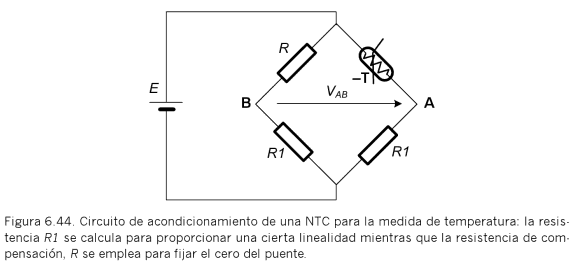 R
–T
E
V_AB
B
A
R1
R1
Figura 6.44. Circuito de acondicionamiento de una NTC para la medida de temperatura: la resis-
tencia R1 se calcula para proporcionar una cierta linealidad mientras que la resistencia de com-
pensación, R se emplea para fijar el cero del puente.